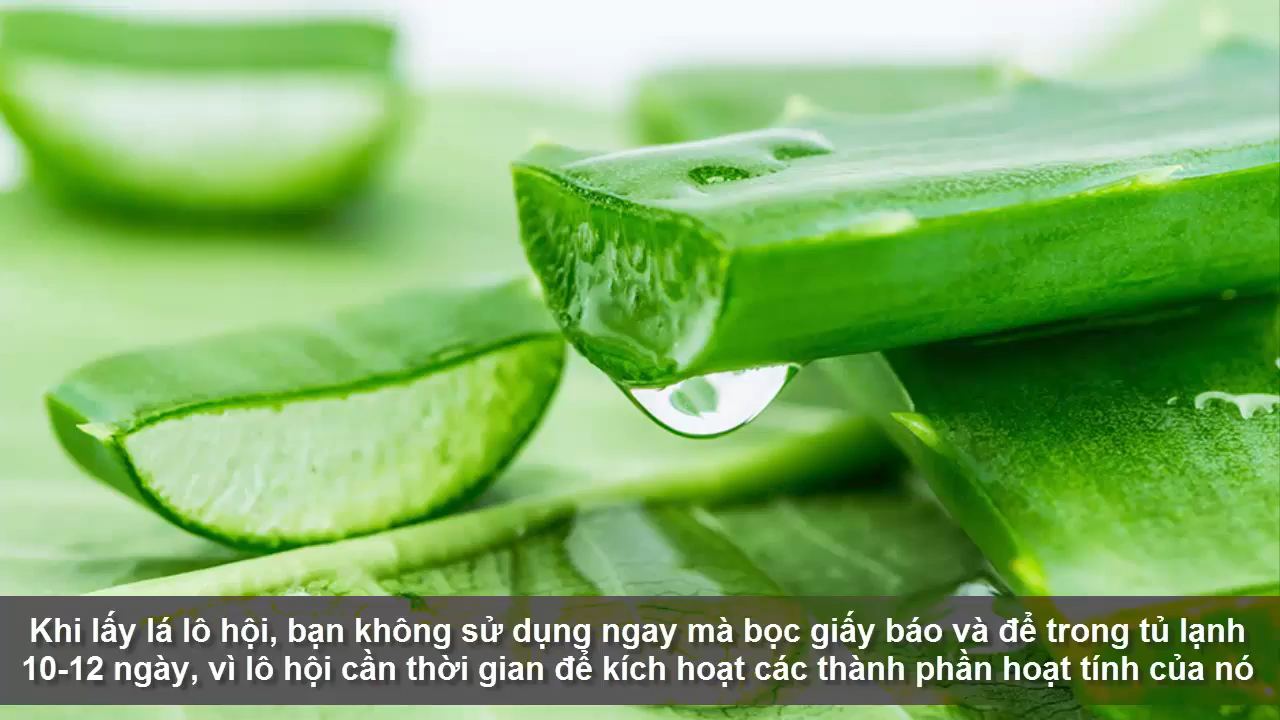 Khi lấy lá lô hội, bạn không sử dụng ngay mà bọc giấy báo và để trong tủ lạnh
10-12 ngày, vì lô hội cần thời gian để kích hoạt các thành phần hoạt tính của nó